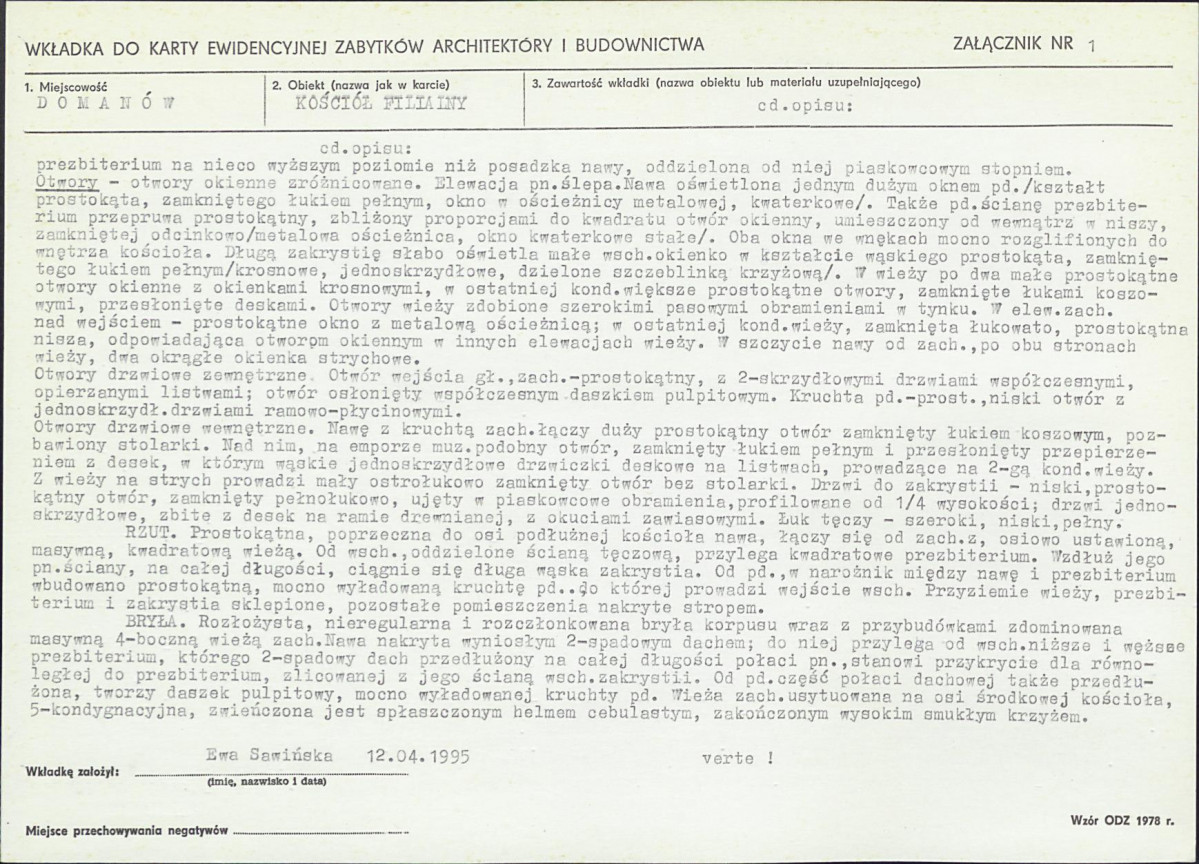 WKŁADKA DO KARTY EWIDENCYJNEJ ZABYTKÓW ARCHITEKTÓRY I BUDOWNICTWA
ZAŁĄCZNIK NR 1
1. Miejscowość
DOMANÓW
2. Obiekt (nazwa jak w karcie)
KOŚCIÓŁ FILIALNY
3. Zawartość wkładki (nazwa obiektu lub materiału uzupełniającego)
cd.opisu:
cd.opisu:
prezbiterium na nieco wyższym poziomie niż posadzka nawy, oddzielona od niej piaskowcowym stopniem.
Otwory – otwory okienne zróżnicowane. Elewacja pn.ślepa.Nawa oświetlona jednym dużym oknem pd./kształt
prostokąta, zamkniętego łukiem pełnym, okno w ościeżnicy metalowej, kwaterkowe/. Także pd.ścianę prezbite-
rium przepruwa prostokątny, zbliżony proporcjami do kwadratu otwór okienny, umieszczony od wewnątrz w niszy,
zamkniętej odcinkowo/metalowa ościeżnica, okno kwaterkowe stałe/. Oba okna we wnękach mocno rozglifionych do
wnętrza kościoła. Długą zakrystię słabo oświetla małe wsch.okienko w kształcie wąskiego prostokąta, zamknię-
tego łukiem pełnym/krosnowe, jednoskrzydłowe, dzielone szczeblinką krzyżową/. W wieży po dwa małe prostokątne
otwory okienne z okienkami krosnowymi, w ostatniej kond.większe prostokątne otwory, zamknięte łukami koszo-
wymi, przesłonięte deskami. Otwory wieży zdobione szerokimi pasowymi obramieniami w tynku. W elew.zach.
nad wejściem – prostokątne okno z metalową ościeżnicą; w ostatniej kond.wieży, zamknięta łukowato, prostokątna
nisza, odpowiadająca otworom okiennym w innych elewacjach wieży. W szczycie nawy od zach.,po obu stronach
wieży, dwa okrągłe okienka strychowe.
Otwory drzwiowe zewnętrzne. Otwór wejścia gł.,zach.-prostokątny, z 2-skrzydłowymi drzwiami współczesnymi,
opierzanymi listwami; otwór osłonięty współczesnym daszkiem pulpitowym. Kruchta pd.-prost.,niski otwór z
jednoskrzydł.drzwiami ramowo-płycinowymi.
Otwory drzwiowe wewnętrzne. Nawę z kruchtą zach.łączy duży prostokątny otwór zamknięty łukiem koszowym, poz-
bawiony stolarki. Nad nim, na emporze muz.podobny otwór, zamknięty łukiem pełnym i przesłonięty przepierze-
niem z desek, w którym wąskie jednoskrzydłowe drzwiczki deskowe na listwach, prowadzące na 2-gą kond.wieży.
Z wieży na strych prowadzi mały ostrołukowo zamknięty otwór bez stolarki. Drzwi do zakrystii – niski,prosto-
kątny otwór, zamknięty pełnołukowo, ujęty w piaskowcowe obramienia,profilowane od 1/4 wysokości; drzwi jedno-
skrzydłowe, zbite z desek na ramie drewnianej, z okuciami zawiasowymi. Łuk tęczy – szeroki, niski,pełny.
RZUT. Prostokątna, poprzeczna do osi podłużnej kościoła nawa, łączy się od zach.z, osiowo ustawioną,
masywną, kwadratową wieżą. Od wsch.,oddzielone ścianą tęczową, przylega kwadratowe prezbiterium. Wzdłuż jego
pn.ściany, na całej długości, ciągnie się długa wąska zakrystia. Od pd.,w narożnik między nawę i prezbiterium
wbudowano prostokątną, mocno wyładowaną kruchtę pd..do której prowadzi wejście wsch. Przyziemie wieży, prezbi-
terium i zakrystia sklepione, pozostałe pomieszczenia nakryte stropem.
BRYŁA. Rozłożysta, nieregularna i rozczłonkowana bryła korpusu wraz z przybudówkami zdominowana
masywną 4-boczną wieżą zach.Nawa nakryta wyniosłym 2-spadowym dachem; do niej przylega od wsch.niższe i węższe
prezbiterium, którego 2-spadowy dach przedłużony na całej długości połaci pn.,stanowi przykrycie dla równo-
ległej do prezbiterium, zlicowanej z jego ścianą wsch.zakrystii. Od pd.część połaci dachowej także przedłu-
żona, tworzy daszek pulpitowy, mocno wyładowanej kruchty pd. Wieża zach.usytuowana na osi środkowej kościoła,
5-kondygnacyjna, zwieńczona jest spłaszczonym hełmem cebulastym, zakończonym wysokim smukłym krzyżem.
Ewa Sawińska 12.04.1995
verte !
Wkładkę założył:
(imię, nazwisko i data)
Miejsce przechowywania negatywów
Wzór ODZ 1978 r.